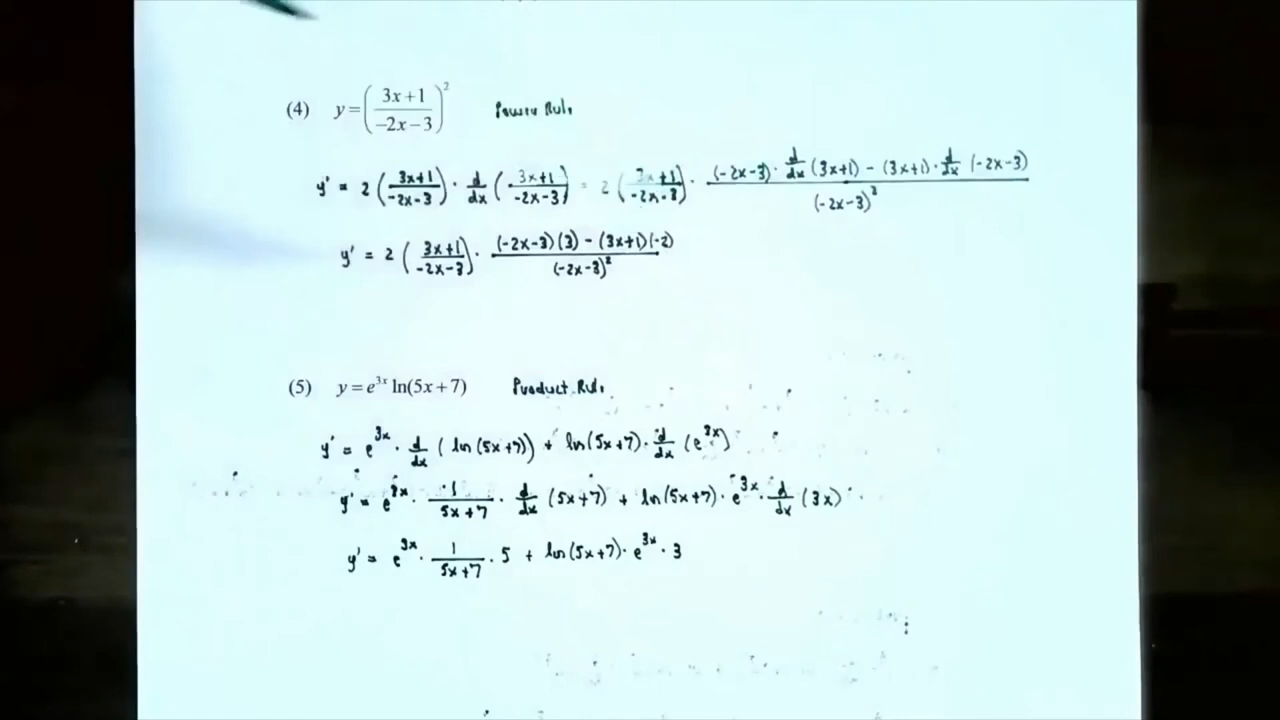 (4) y = ((3x+1)/(-2x-3))^2 Power Rule
y' = 2((3x+1)/(-2x-3)) · d/dx((3x+1)/(-2x-3)) = 2((3x+1)/(-2x-3)) · ((-2x-3) · d/dx(3x+1) - (3x+1) · d/dx(-2x-3))/(-2x-3)^2
y' = 2((3x+1)/(-2x-3)) · ((-2x-3)(3) - (3x+1)(-2))/(-2x-3)^2
(5) y = e^{3x} ln(5x+7) Product Rule
y' = e^{3x} · d/dx(ln(5x+7)) + ln(5x+7) · d/dx(e^{3x})
y' = e^{3x} · 1/(5x+7) · d/dx(5x+7) + ln(5x+7) · e^{3x} · d/dx(3x)
y' = e^{3x} · 1/(5x+7) · 5 + ln(5x+7) · e^{3x} · 3